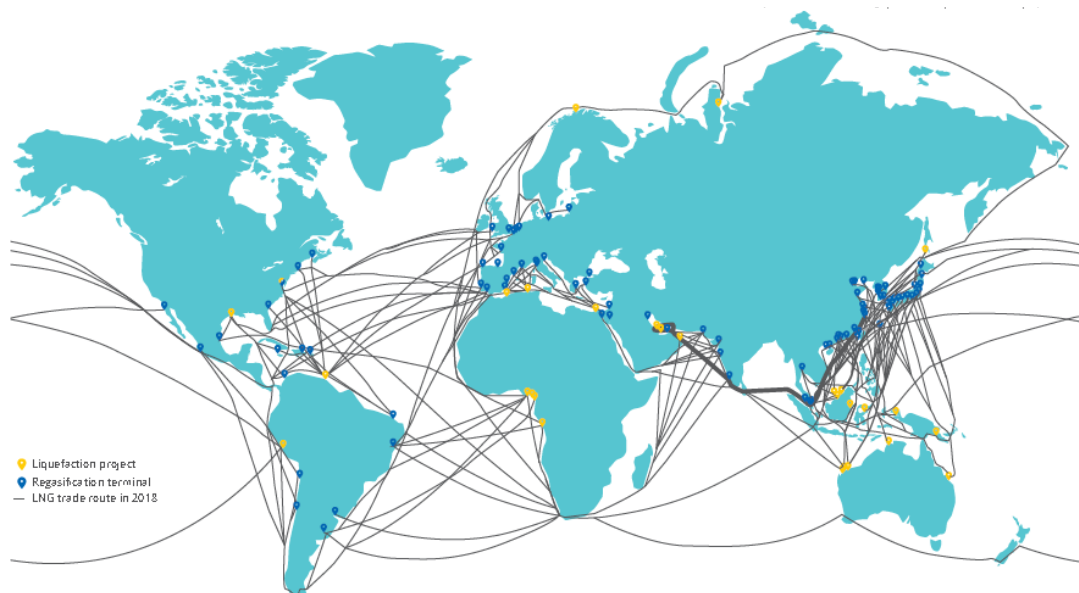 Liquefaction project
Regasification terminal
LNG trade route in 2018